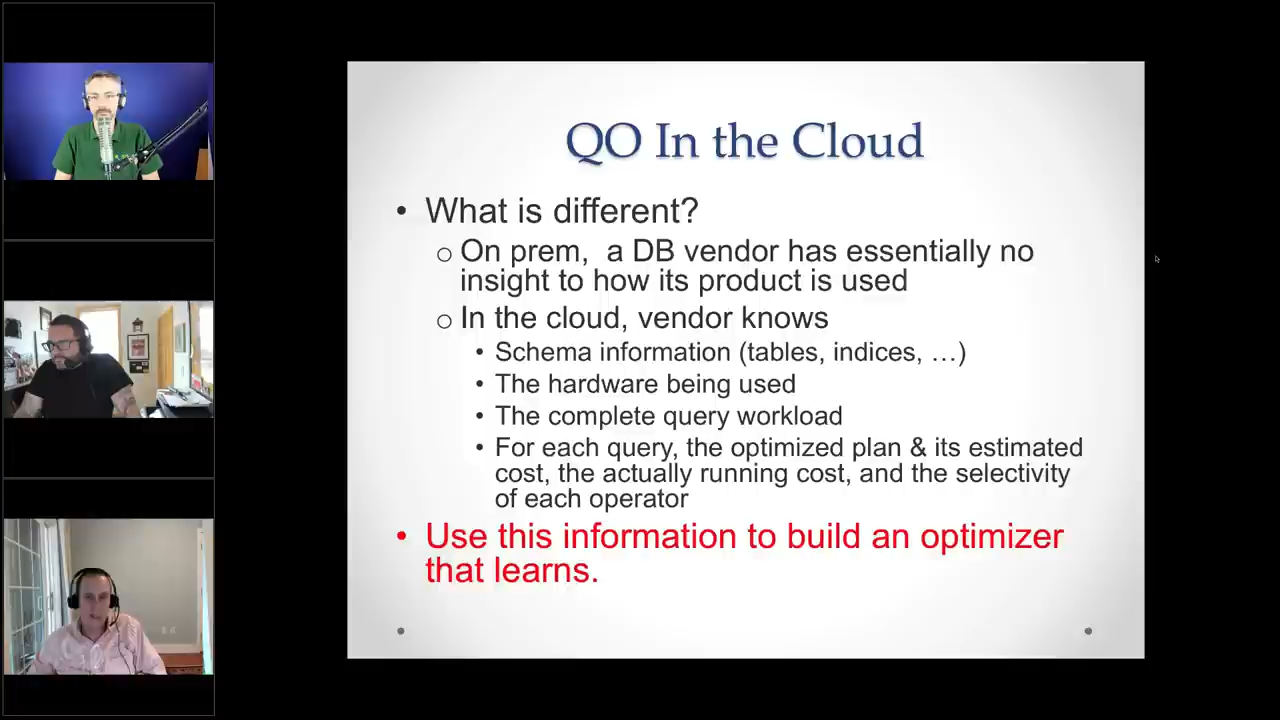 QO In the Cloud
• What is different?
o On prem, a DB vendor has essentially no
insight to how its product is used
o In the cloud, vendor knows
• Schema information (tables, indices, …)
• The hardware being used
• The complete query workload
• For each query, the optimized plan & its estimated
cost, the actually running cost, and the selectivity
of each operator
• Use this information to build an optimizer
that learns.